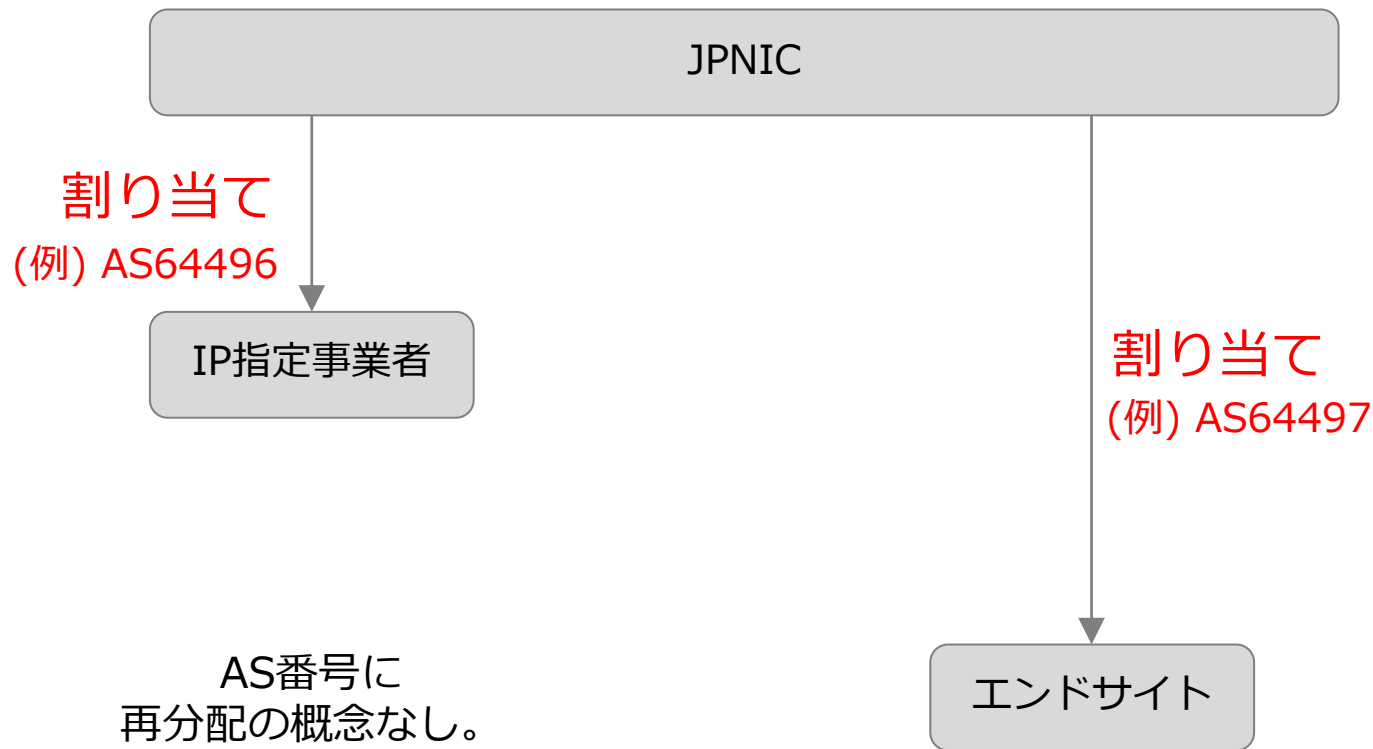 JPNIC
割り当て
(例) AS64496
IP指定事業者
割り当て
(例) AS64497
エンドサイト
AS番号に
再分配の概念なし。